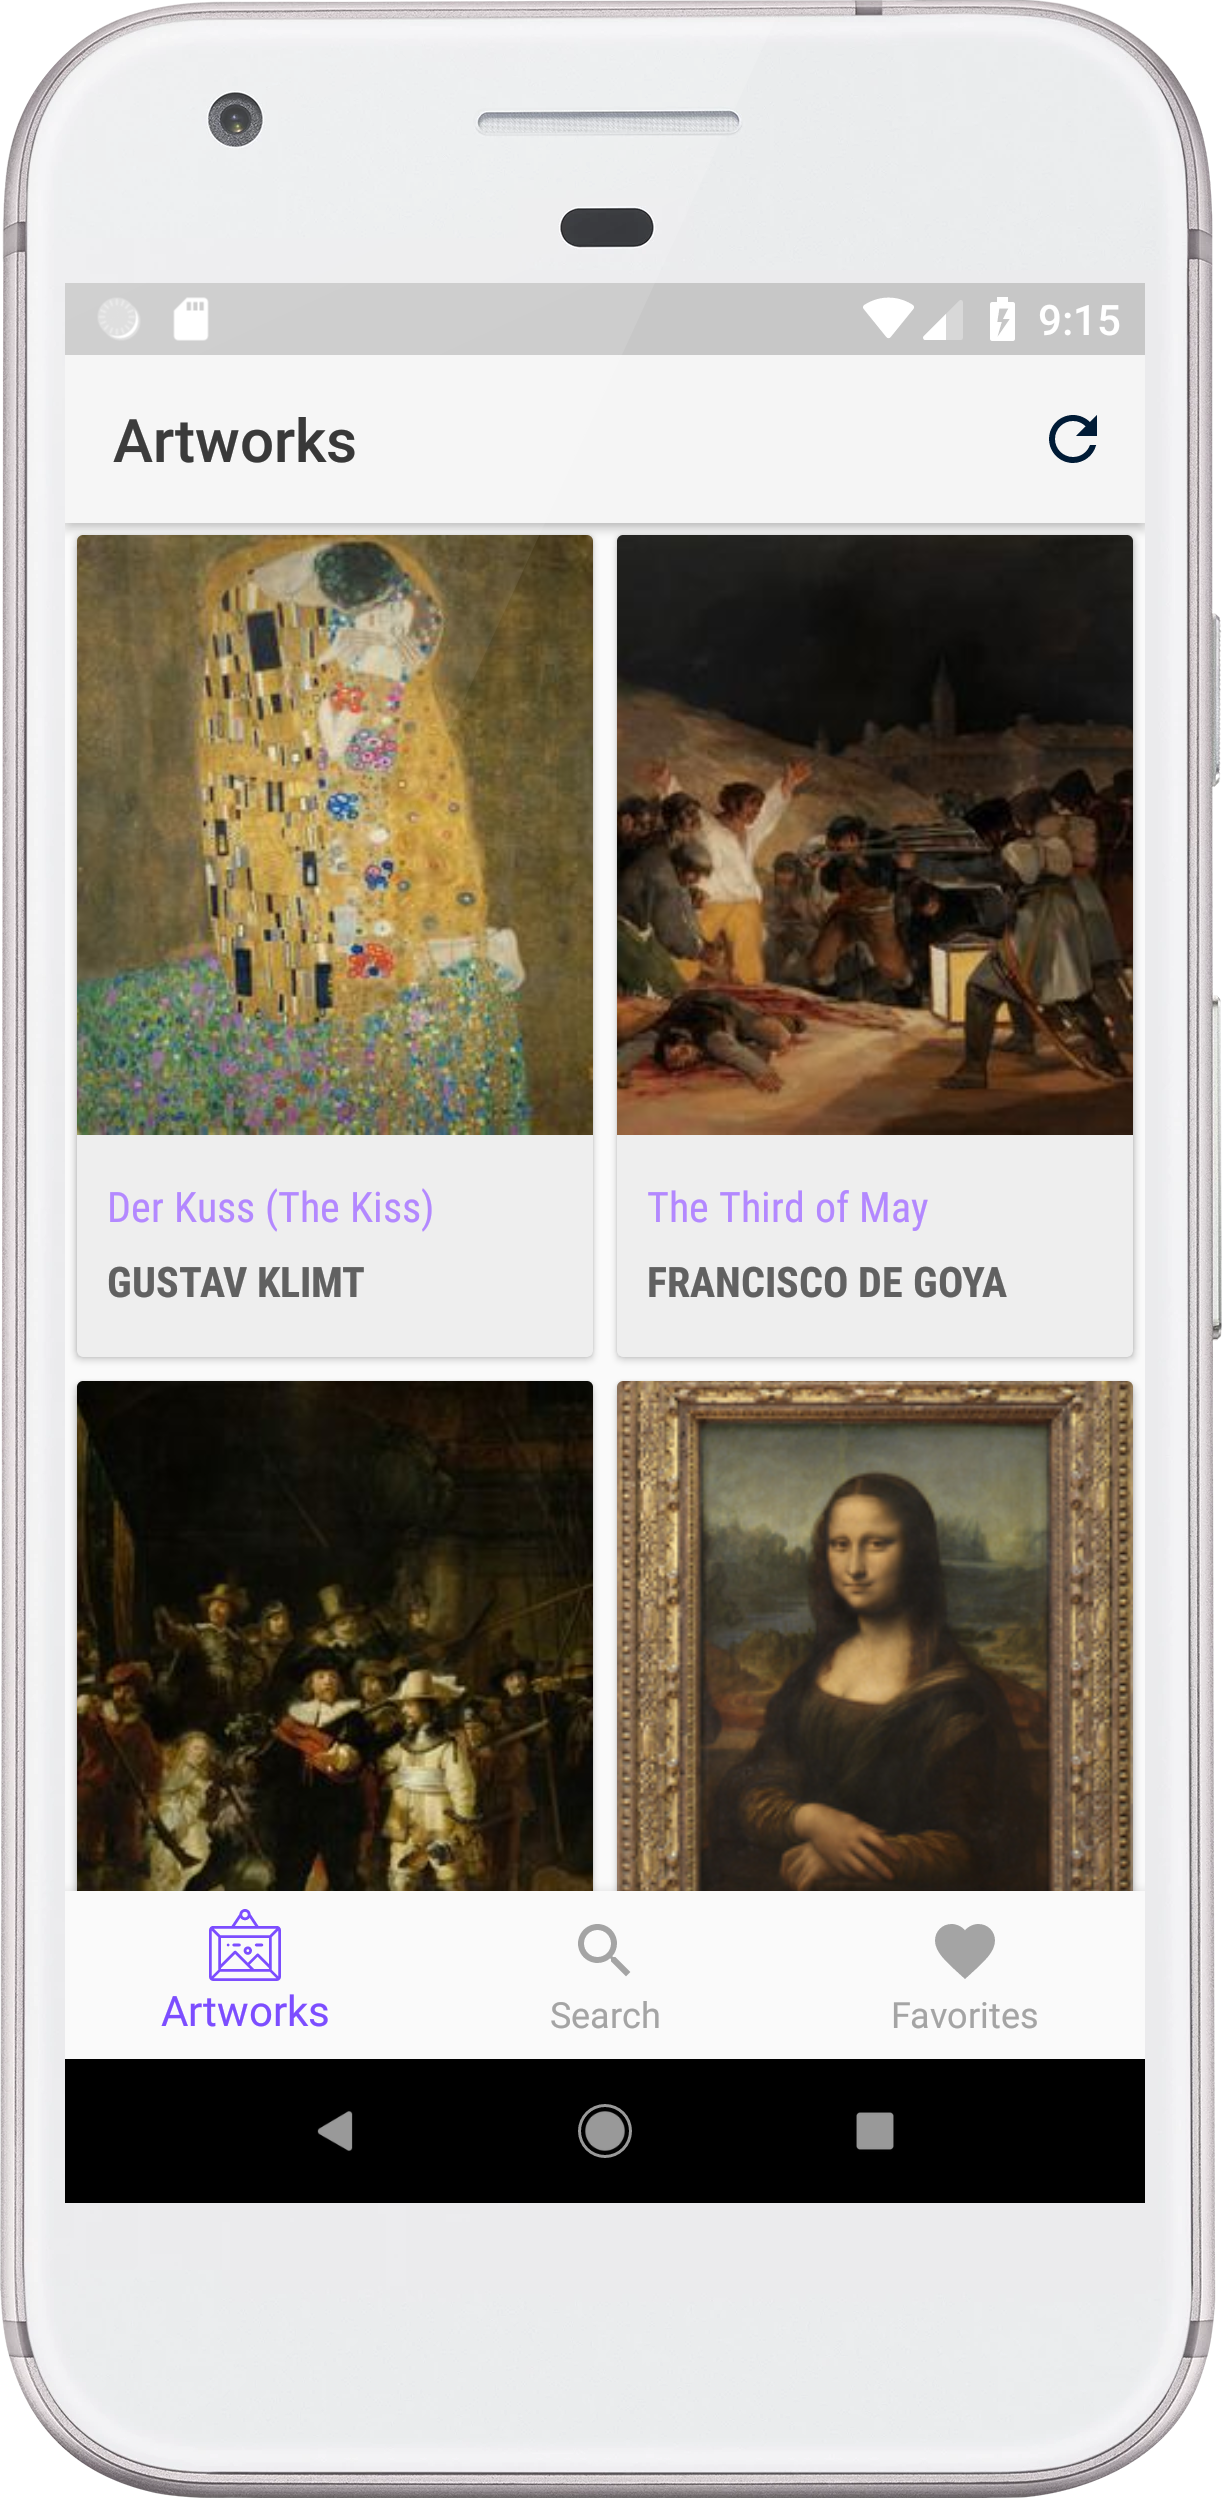 9:15
Artworks
Der Kuss (The Kiss)
GUSTAV KLIMT
The Third of May
FRANCISCO DE GOYA
Artworks
Search
Favorites